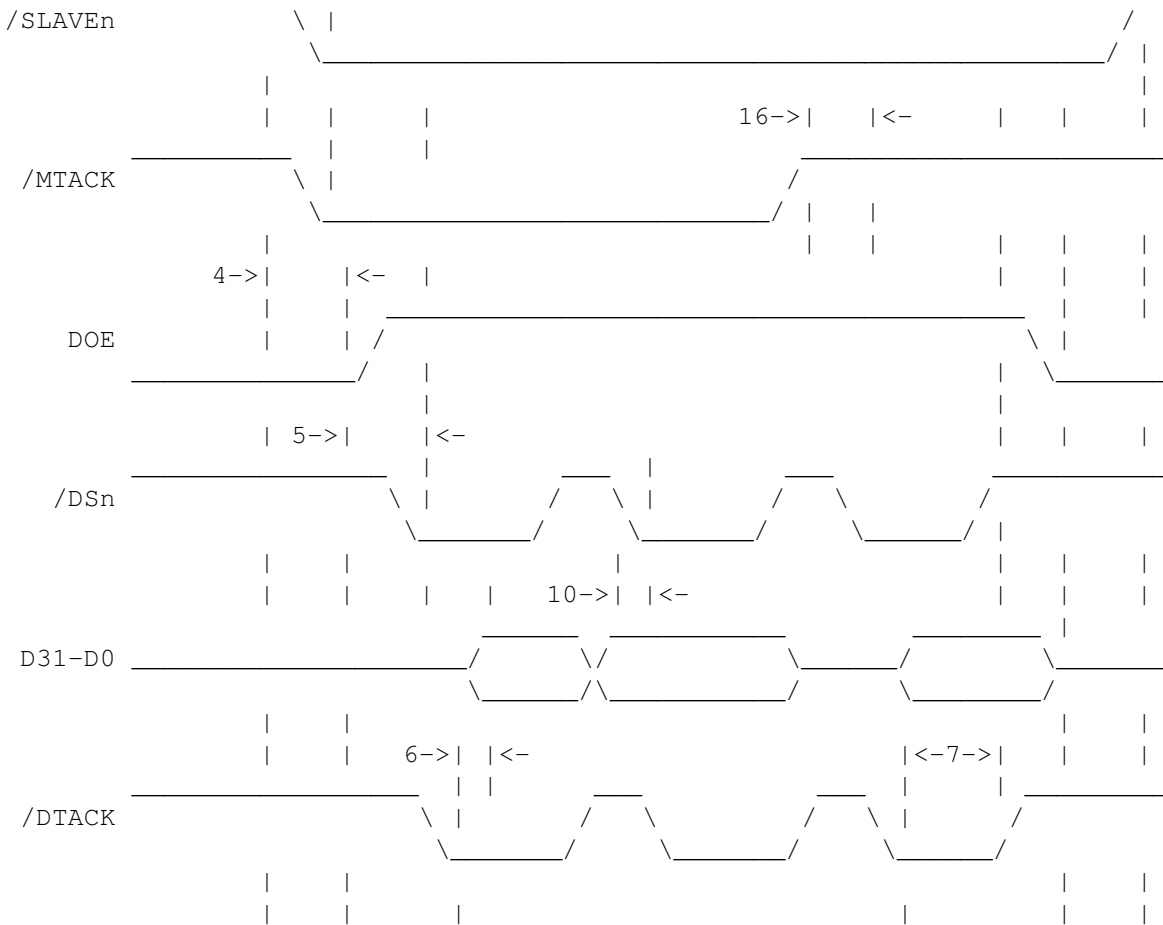 /SLAVEn
16->| |<-
/MTACK
4->| |<-
DOE
5->| |<-
/DSn
10->| |<-
D31-D0
6->| |<- |<-7->|
/DTACK